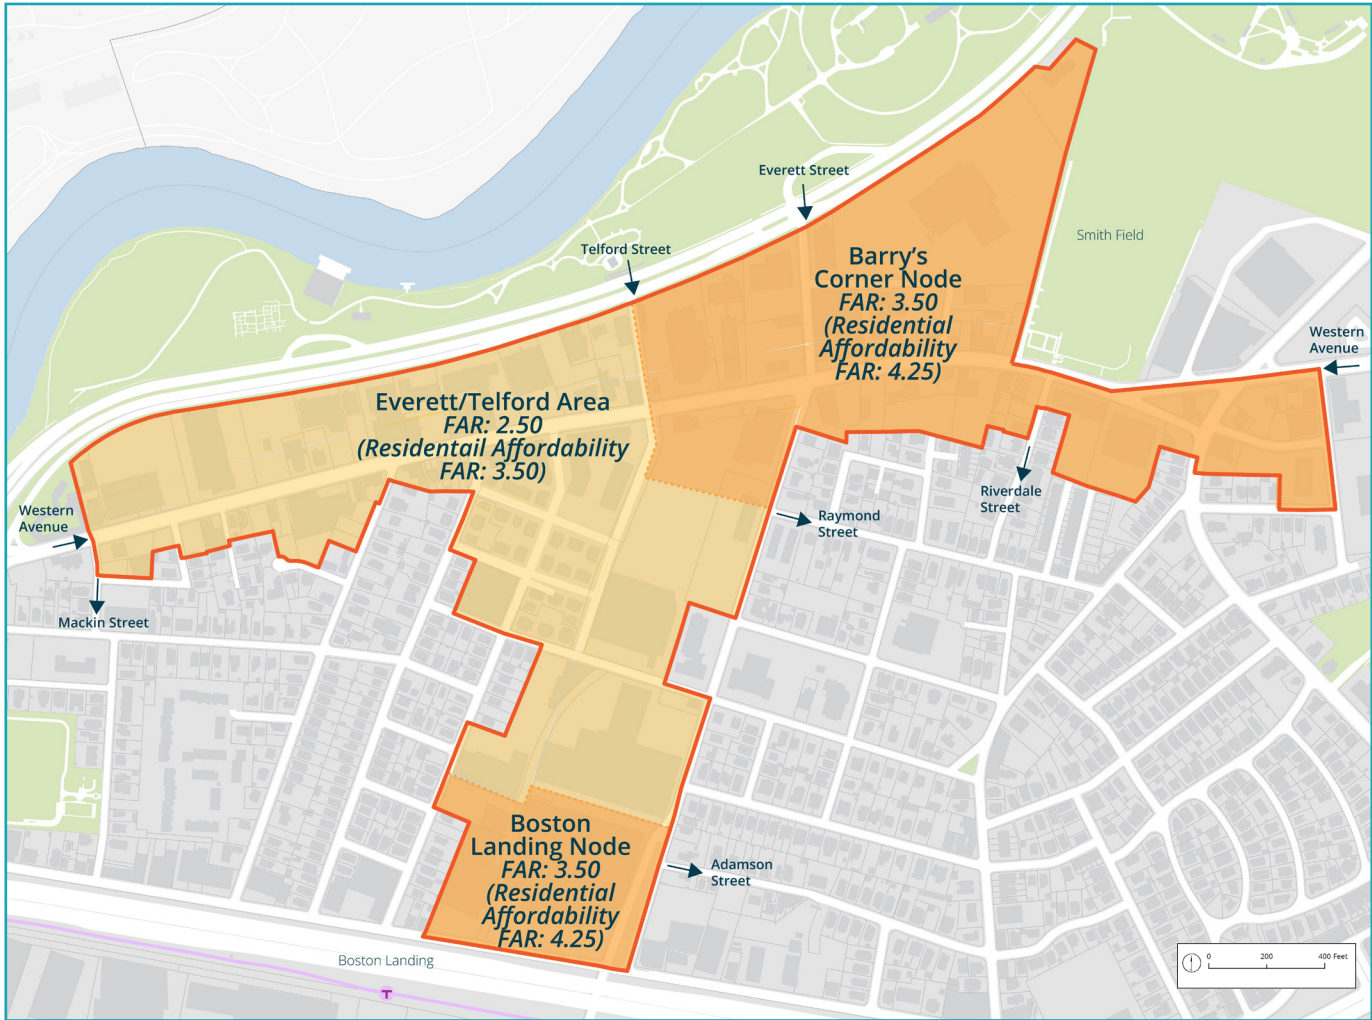 Everett Street
Telford Street
Smith Field
Barry's
Corner Node
FAR: 3.50
(Residential
Affordability
FAR: 4.25)
Western
Avenue
Everett/Telford Area
FAR: 2.50
(Residentail Affordability
FAR: 3.50)
Western
Avenue
Riverdale
Street
Raymond
Street
Mackin Street
Boston
Landing Node
FAR: 3.50
(Residential
Affordability
FAR: 4.25)
Adamson
Street
Boston Landing
T
0 200 400 Feet